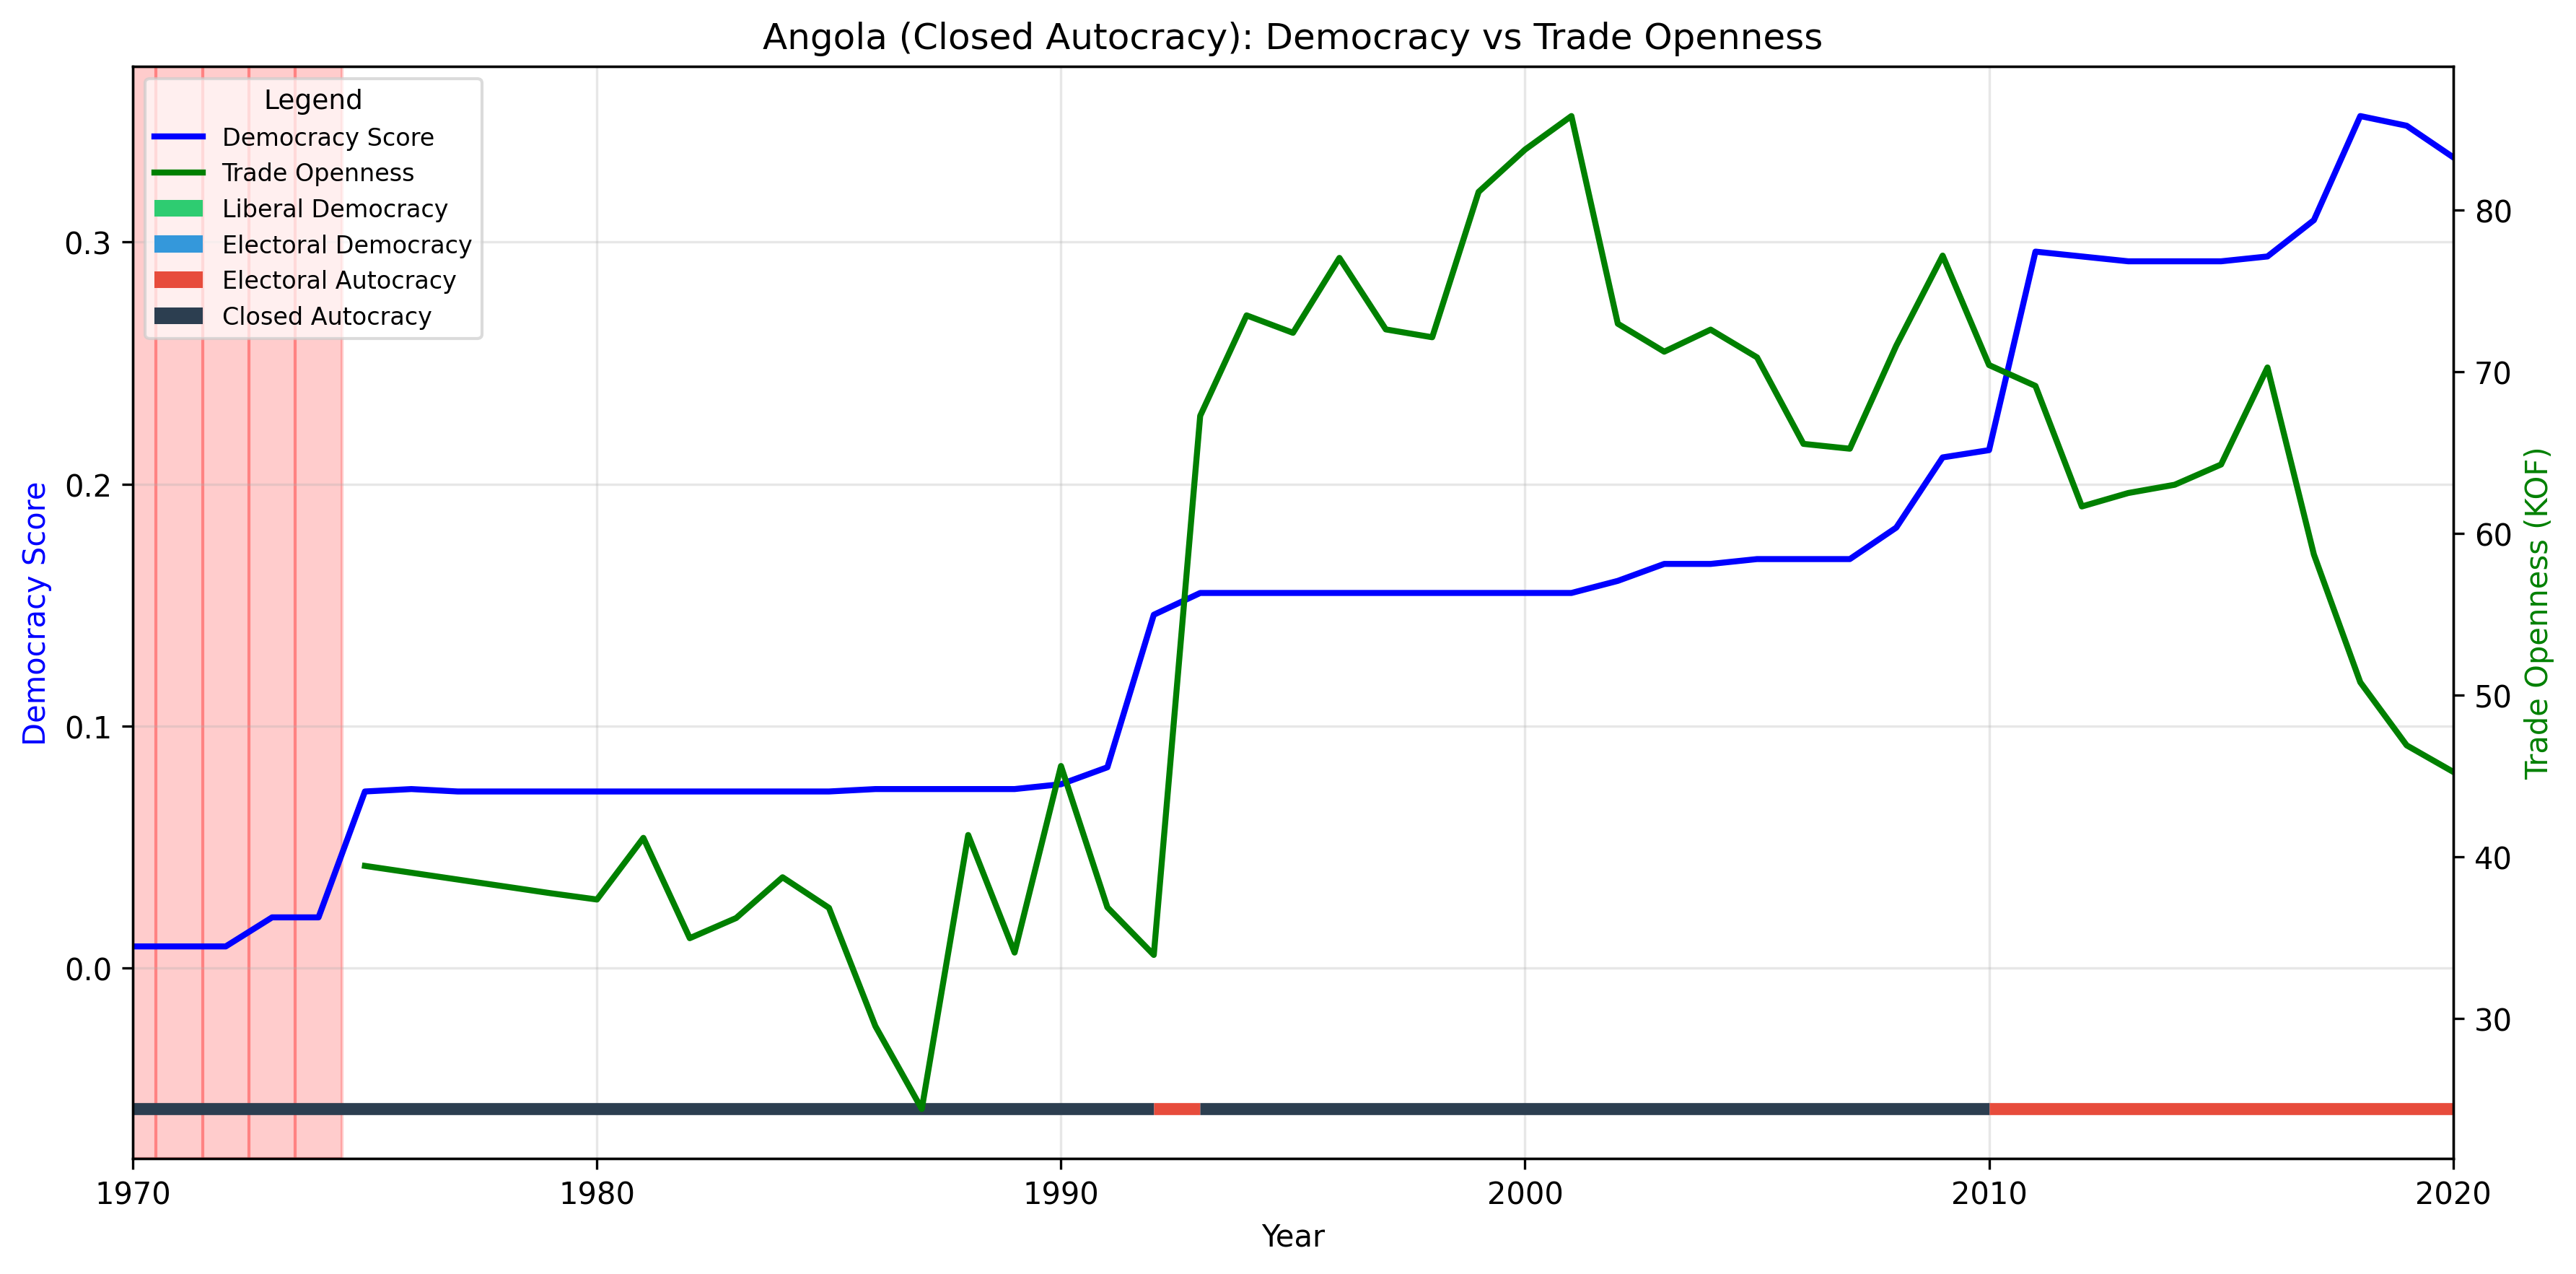 Angola (Closed Autocracy): Democracy vs Trade Openness
Legend
Democracy Score
Trade Openness
Liberal Democracy
Electoral Democracy
Electoral Autocracy
Closed Autocracy
Democracy Score
0.3
0.2
0.1
0.0
80
70
60
50
40
30
Trade Openness (KOF)
1970
1980
1990
2000
2010
2020
Year